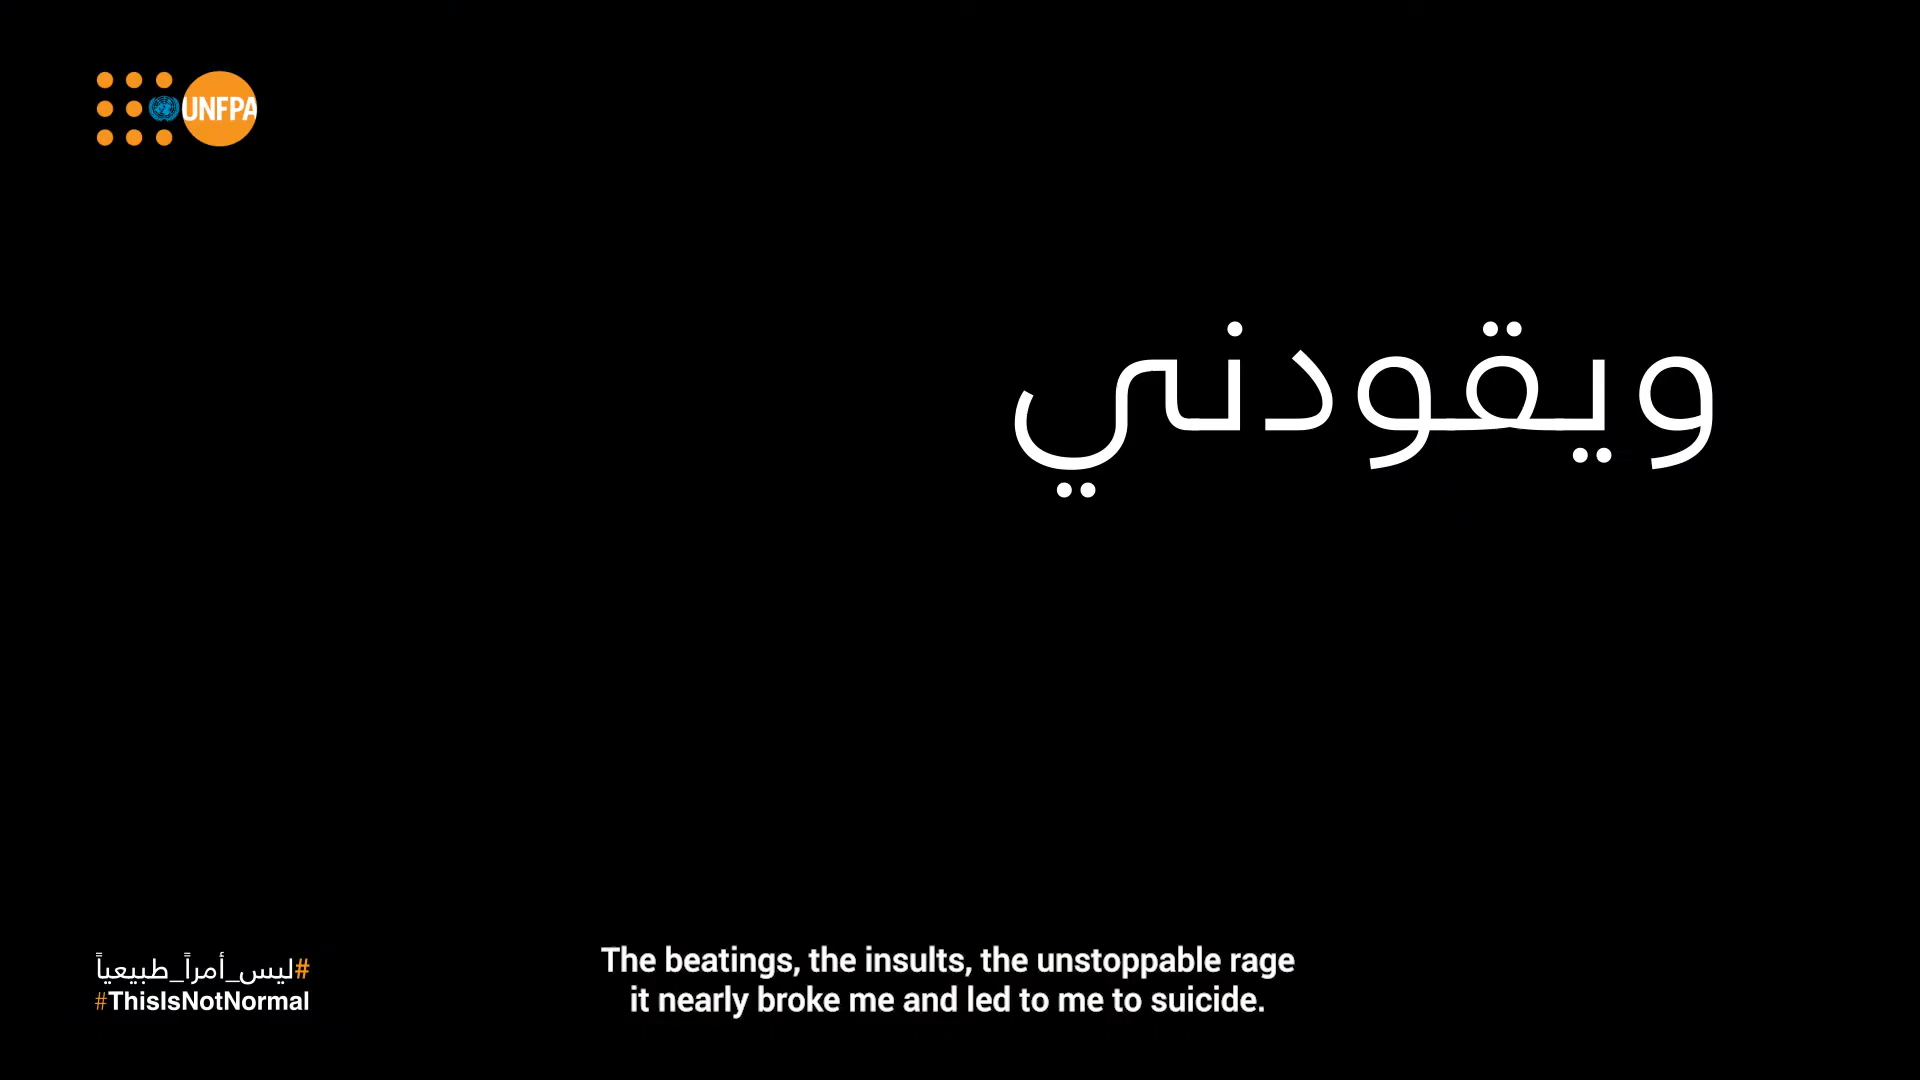 UNFPA
ويقودني
#ليس_أمراً_طبيعياً
#ThisIsNotNormal
The beatings, the insults, the unstoppable rage
it nearly broke me and led to me to suicide.